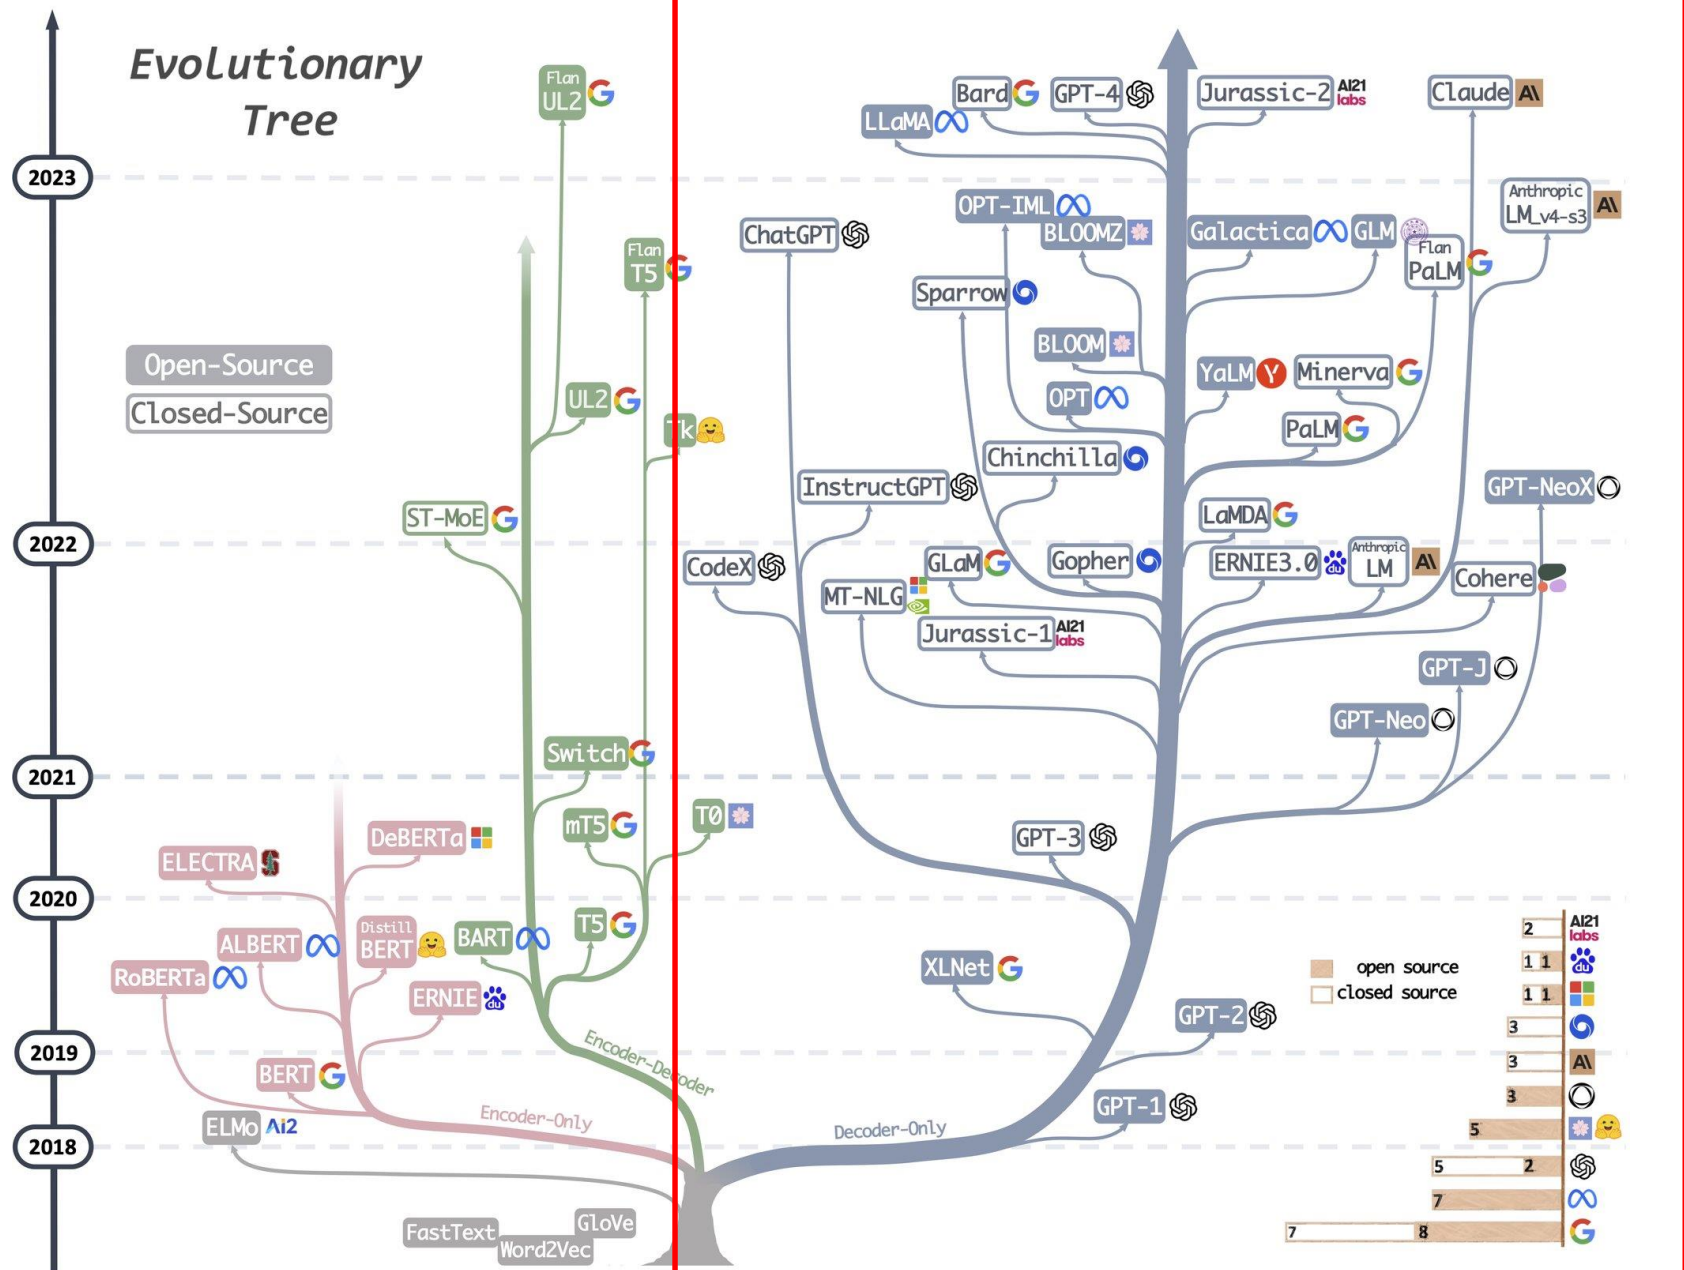 Evolutionary
Tree
Flan
UL2
Bard
GPT-4
Jurassic-2
AI21
labs
Claude
A\
LLaMA
2023
Anthropic
LM_v4-s3
A\
OPT-IML
ChatGPT
BLOOMZ
Galactica
GLM
Flan
T5
Flan
PaLM
Sparrow
Open-Source
BLOOM
YaLM
Y
Minerva
Closed-Source
UL2
OPT
Tk
PaLM
Chinchilla
InstructGPT
GPT-NeoX
ST-MoE
LaMDA
2022
CodeX
GLaM
Gopher
ERNIE3.0
du
Anthropic
LM
A\
Cohere
MT-NLG
Jurassic-1
AI21
labs
GPT-J
GPT-Neo
Switch
2021
mT5
T0
DeBERTa
GPT-3
ELECTRA
S
2020
T5
Distill
BERT
BART
ALBERT
RoBERTa
XLNet
ERNIE
du
GPT-2
Encoder-Decoder
2019
BERT
GPT-1
Encoder-Only
ELMo
Ai2
Decoder-Only
2018
FastText
GloVe
Word2Vec
open source
closed source
2
AI21
labs
1 1
du
1 1
3
3
A\
3
5
5 2
7
7 8